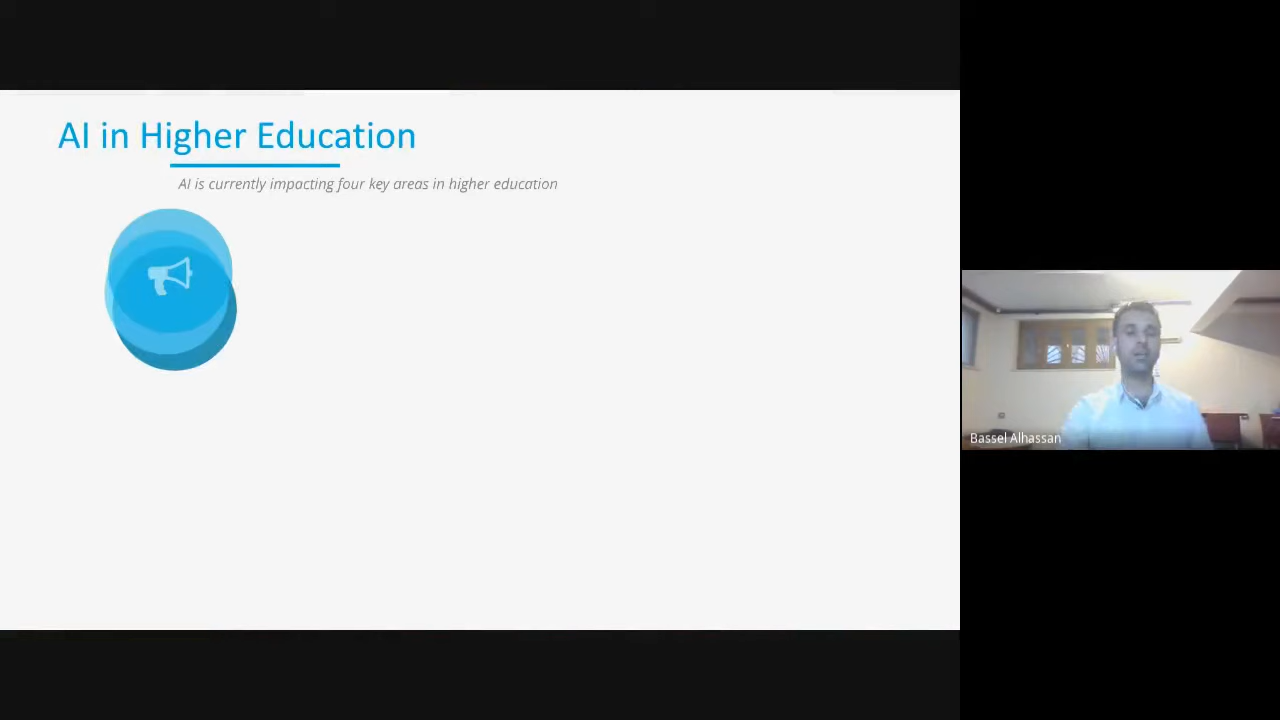 AI in Higher Education
AI is currently impacting four key areas in higher education
Bassel Alhassan